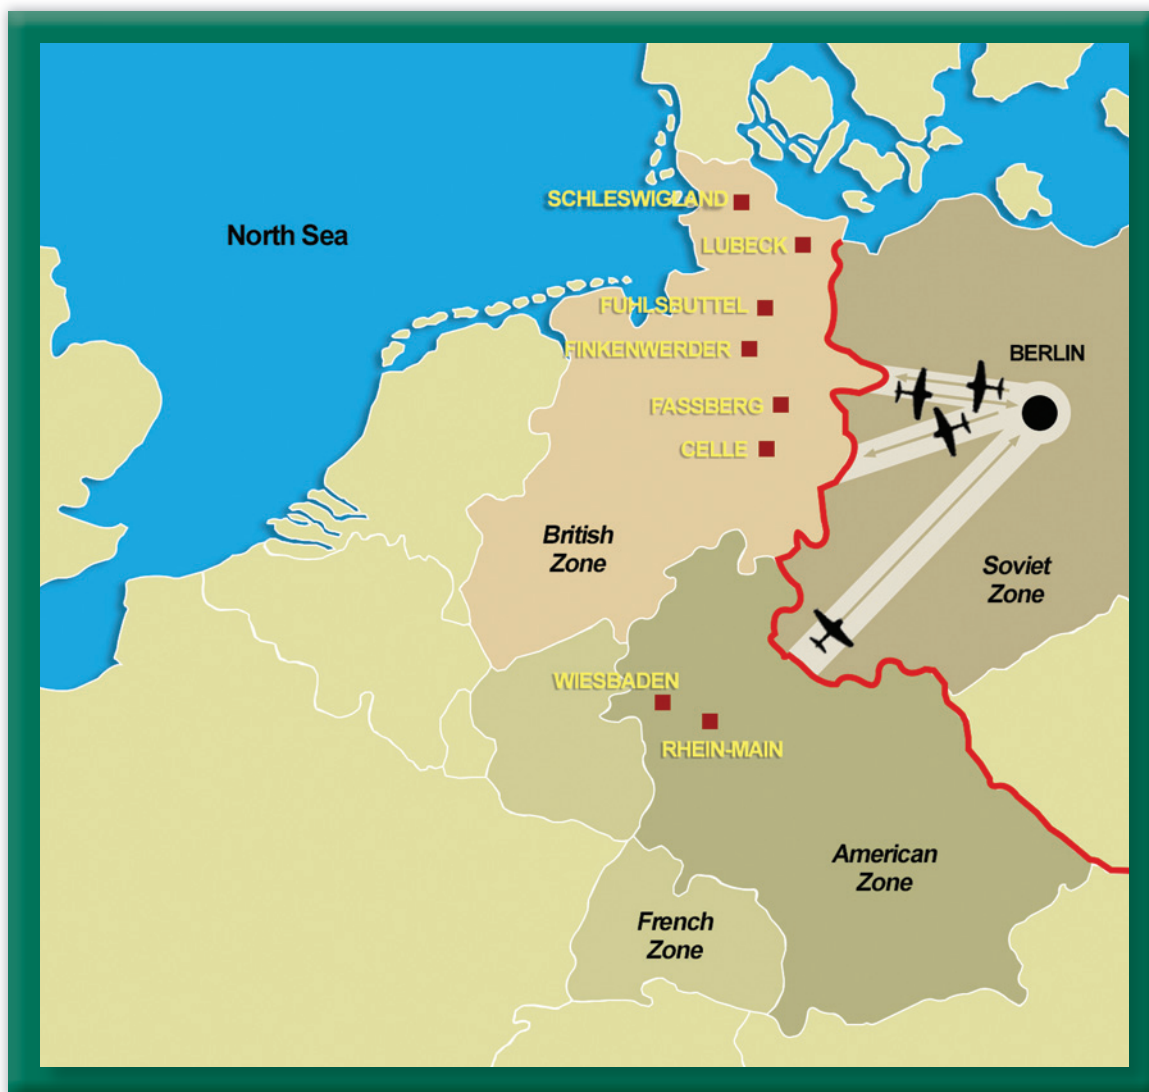 SCHLESWIGLAND
North Sea
LUBECK
FUHLSBUTTEL
FINKENWERDER
BERLIN
FASSBERG
CELLE
British
Zone
Soviet
Zone
WIESBADEN
RHEIN-MAIN
American
Zone
French
Zone